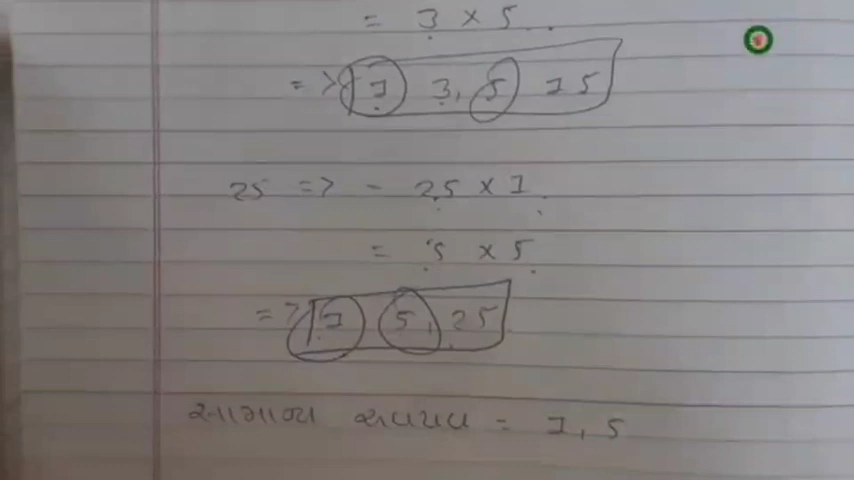 = 3 × 5
=> 1 3, 5 15
25 => = 25 × 1
= 5 × 5
=> 1 5, 25
સામાન્ય અવયવ = 1, 5